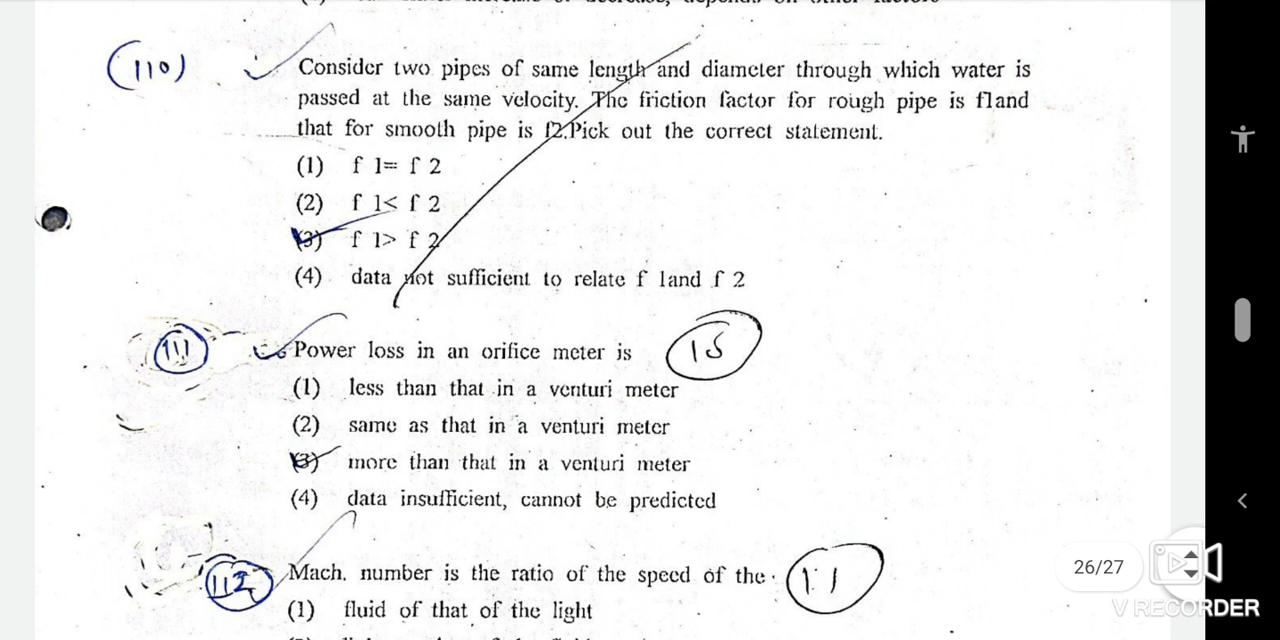 (110)
Consider two pipes of same length and diameter through which water is
passed at the same velocity. The friction factor for rough pipe is f1and
that for smooth pipe is f2.Pick out the correct statement.
(1) f 1= f 2
(2) f 1< f 2
(3) f 1> f 2
(4) data not sufficient to relate f 1and f 2
111 Power loss in an orifice meter is 15
(1) less than that in a venturi meter
(2) same as that in a venturi meter
(3) more than that in a venturi meter
(4) data insufficient, cannot be predicted
112 Mach. number is the ratio of the speed of the
(1) fluid of that of the light
26/27
V RECORDER